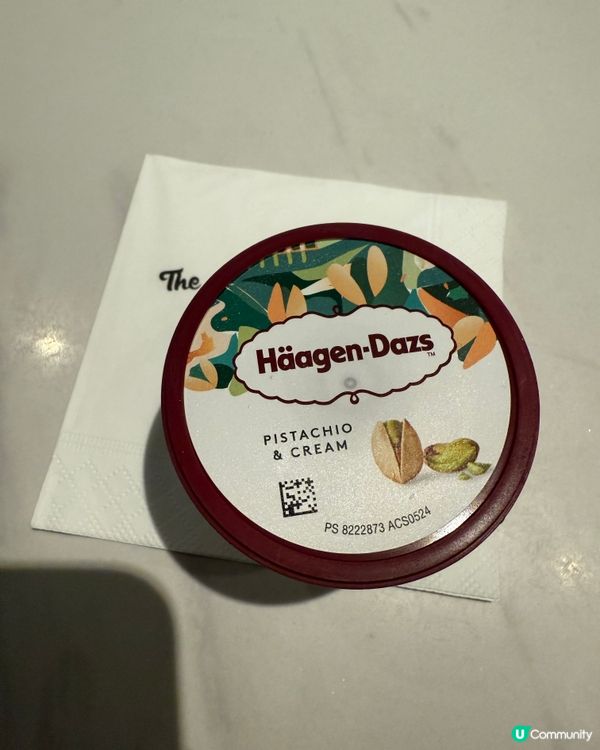 The
Häagen-Dazs™
PISTACHIO
& CREAM
PS 8222873 ACS0524
U Community